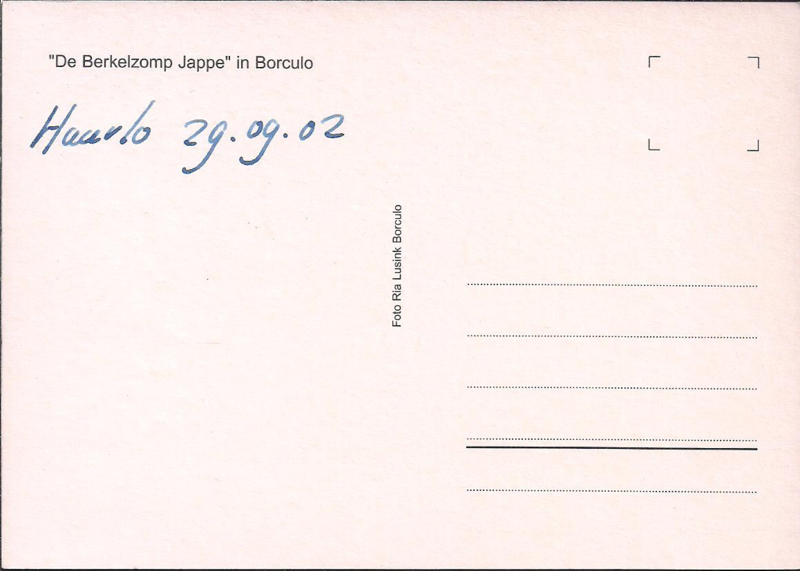 "De Berkelzomp Jappe" in Borculo
Haarlo 29.09.02
Foto Ria Lusink Borculo